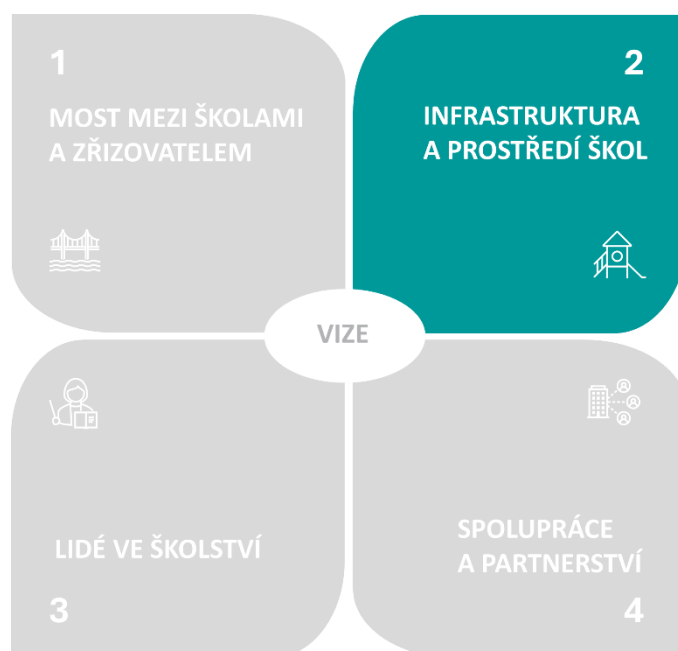 1
MOST MEZI ŠKOLAMI
A ZŘIZOVATELEM
2
INFRASTRUKTURA
A PROSTŘEDÍ ŠKOL
VIZE
LIDÉ VE ŠKOLSTVÍ
3
SPOLUPRÁCE
A PARTNERSTVÍ
4